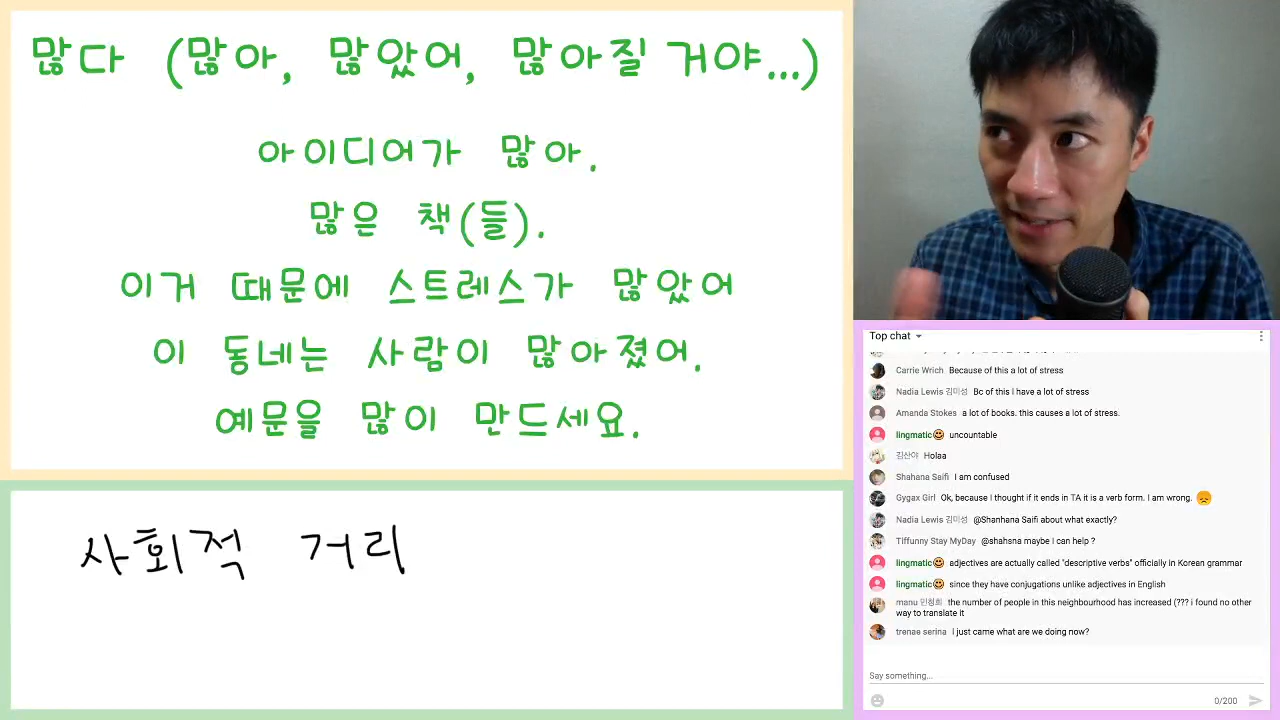 많다 (많아, 많았어, 많아질 거야...)
아이디어가 많아.
많은 책(들).
이거 때문에 스트레스가 많았어
이 동네는 사람이 많아졌어.
예문을 많이 만드세요.
사회적 거리
Top chat
Carrie Wrich Because of this a lot of stress
Nadia Lewis 김미성 Bc of this I have a lot of stress
Amanda Stokes a lot of books. this causes a lot of stress.
lingmatic uncountable
김산야 Holaa
Shahana Saifi I am confused
Gygax Girl Ok, because I thought if it ends in TA it is a verb form. I am wrong.
Nadia Lewis 김미성 @Shanhana Saifi about what exactly?
Tiffunny Stay MyDay @shahsna maybe I can help ?
lingmatic adjectives are actually called "descriptive verbs" officially in Korean grammar
lingmatic since they have conjugations unlike adjectives in English
manu 민정희 the number of people in this neighbourhood has increased (??? i found no other
way to translate it
trenae serina I just came what are we doing now?
Say something...
0/200